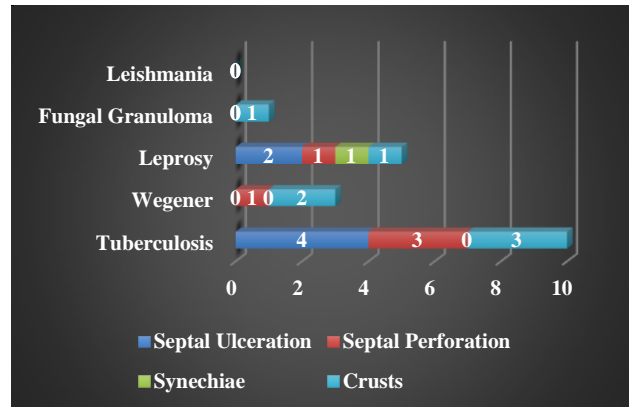 Leishmania 0
Fungal Granuloma 0 1
Leprosy 2 1 1 1
Wegener 0 1 0 2
Tuberculosis 4 3 0 3
0 2 4 6 8 10
Septal Ulceration Septal Perforation
Synechiae Crusts